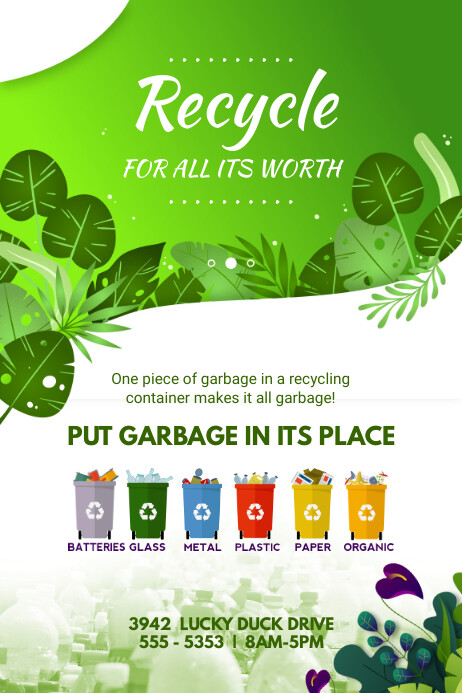 Recycle
FOR ALL ITS WORTH
One piece of garbage in a recycling
container makes it all garbage!
PUT GARBAGE IN ITS PLACE
BATTERIES GLASS METAL PLASTIC PAPER ORGANIC
3942 LUCKY DUCK DRIVE
555 - 5353 | 8AM-5PM